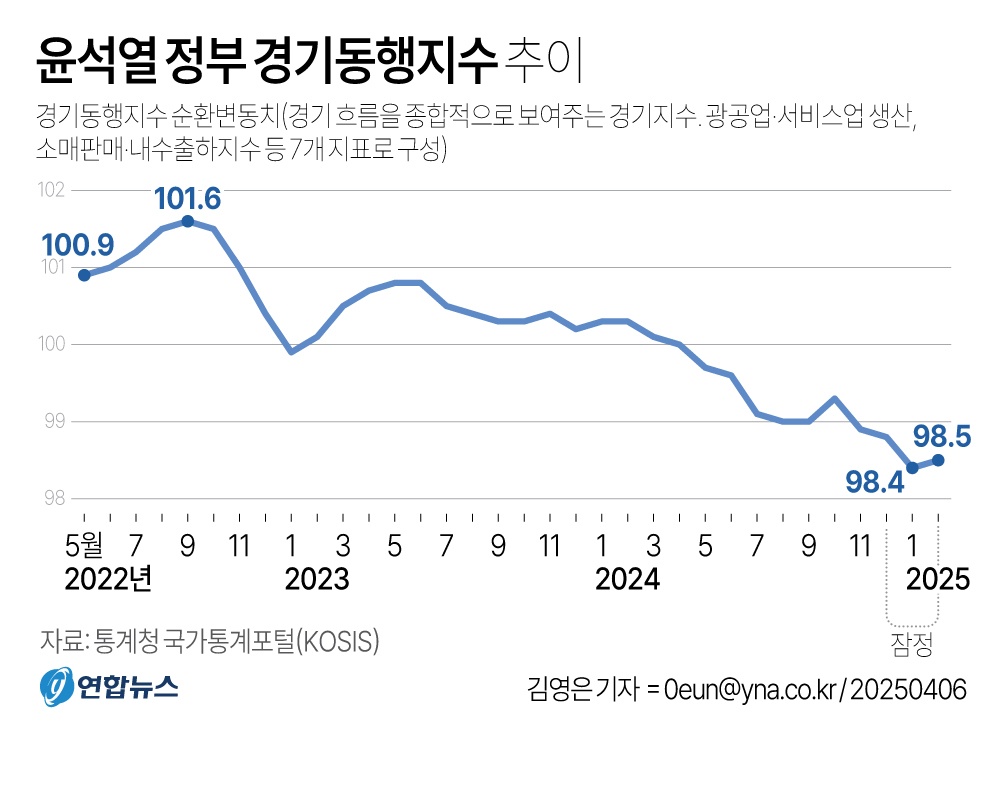 윤석열 정부 경기동행지수 추이
경기동행지수 순환변동치(경기 흐름을 종합적으로 보여주는 경기지수. 광공업·서비스업 생산,
소매판매·내수출하지수 등 7개 지표로 구성)
102
101.6
100.9
101
100
99
98.5
98.4
98
5월 7 9 11 1 3 5 7 9 11 1 3 5 7 9 11 1
2022년 2023 2024 2025
잠정
자료: 통계청 국가통계포털(KOSIS)
연합뉴스
김영은 기자 = 0eun@yna.co.kr / 20250406